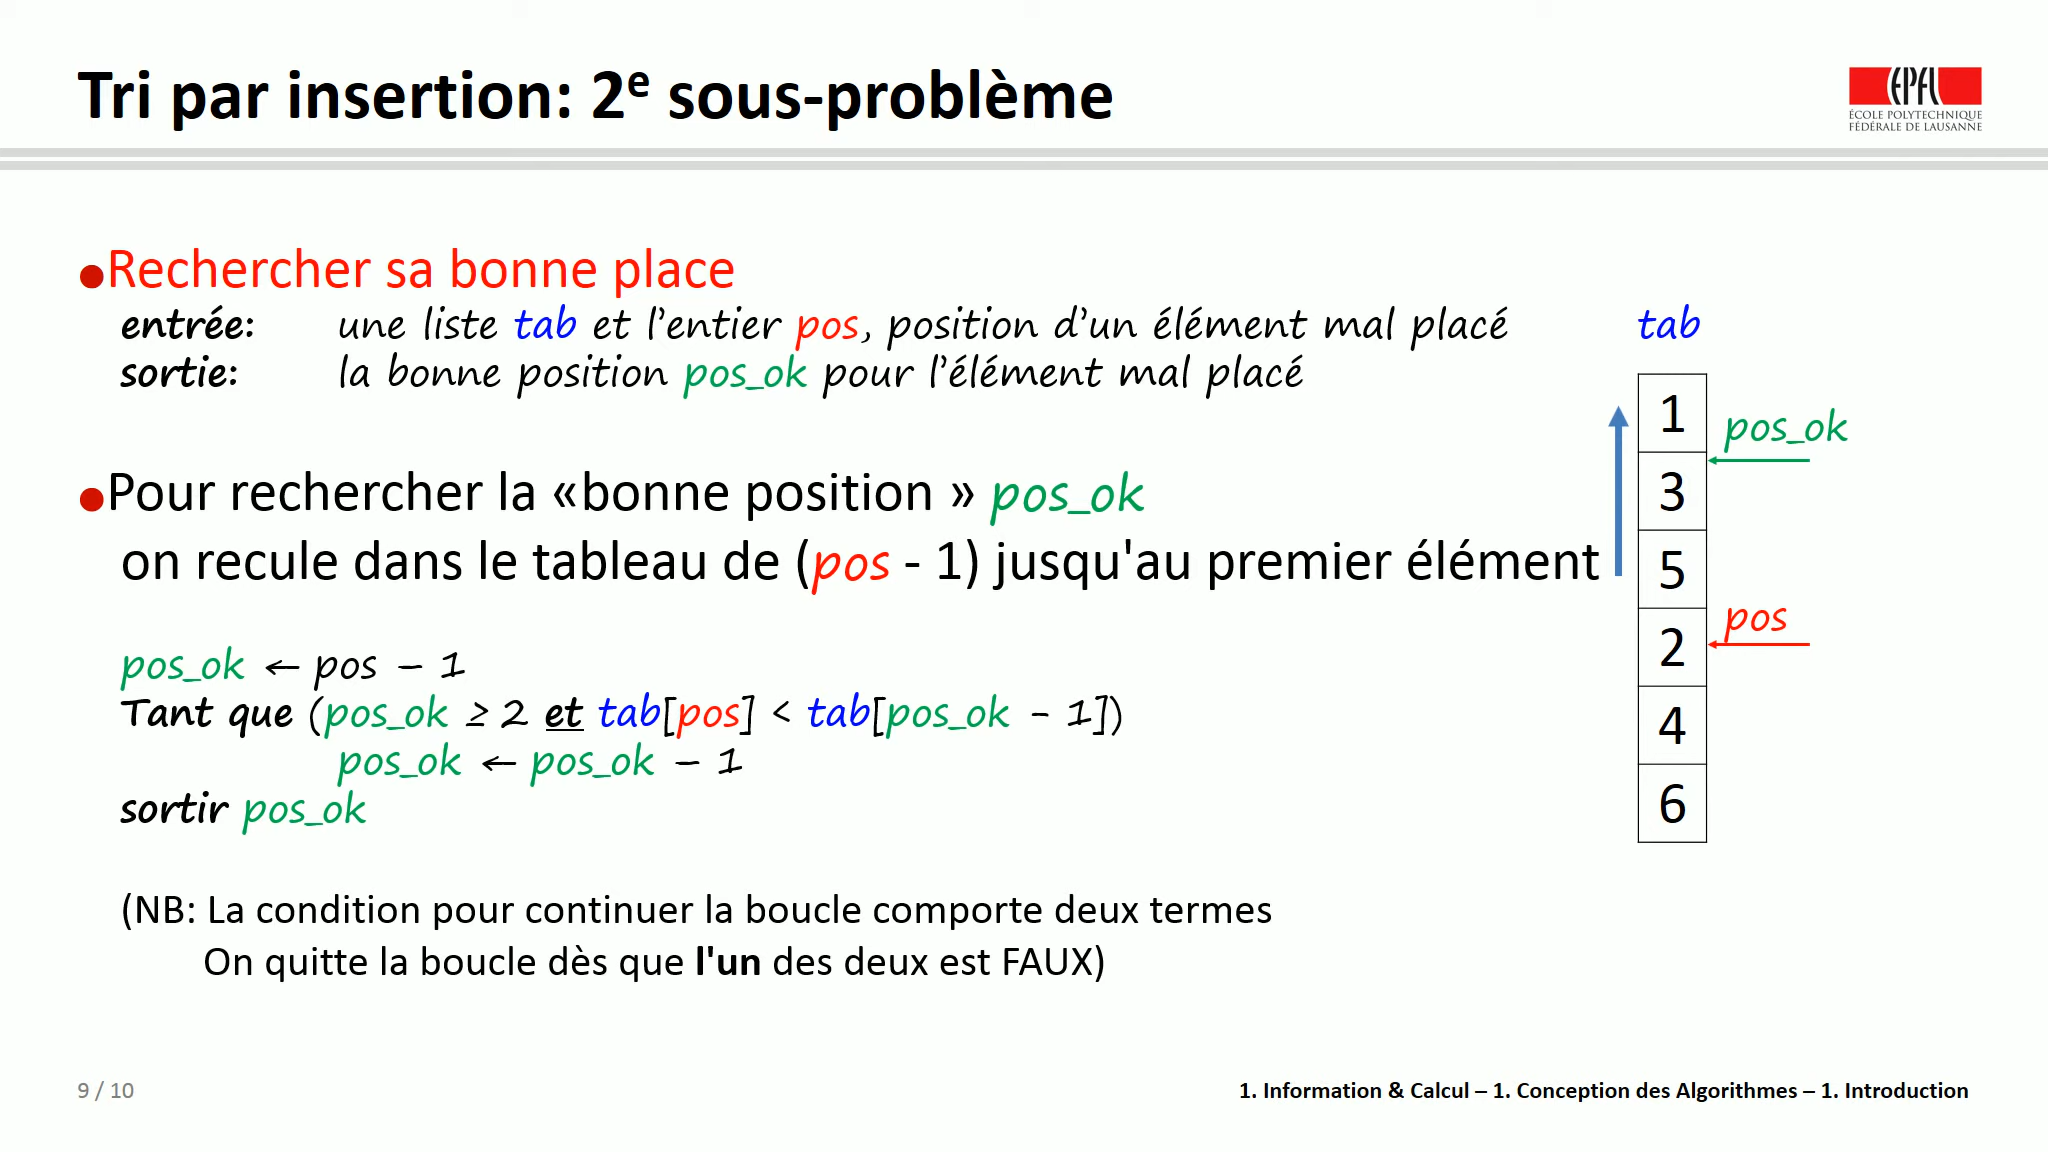 Tri par insertion: 2e sous-problème
EPFL
ÉCOLE POLYTECHNIQUE
FÉDÉRALE DE LAUSANNE
●Rechercher sa bonne place
entrée: une liste tab et l'entier pos, position d'un élément mal placé
sortie: la bonne position pos_ok pour l'élément mal placé
●Pour rechercher la «bonne position » pos_ok
on recule dans le tableau de (pos - 1) jusqu'au premier élément
pos_ok ← pos – 1
Tant que (pos_ok ≥ 2 et tab[pos] < tab[pos_ok - 1])
pos_ok ← pos_ok – 1
sortir pos_ok
(NB: La condition pour continuer la boucle comporte deux termes
On quitte la boucle dès que l'un des deux est FAUX)
tab
1
pos_ok
3
5
pos
2
4
6
9 / 10
1. Information & Calcul – 1. Conception des Algorithmes – 1. Introduction